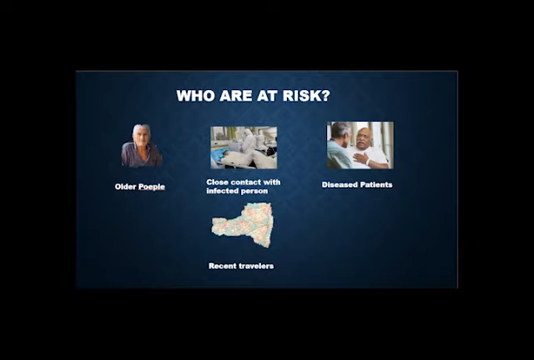 WHO ARE AT RISK?
Older Poeple
Close contact with
infected person
Diseased Patients
Recent travelers